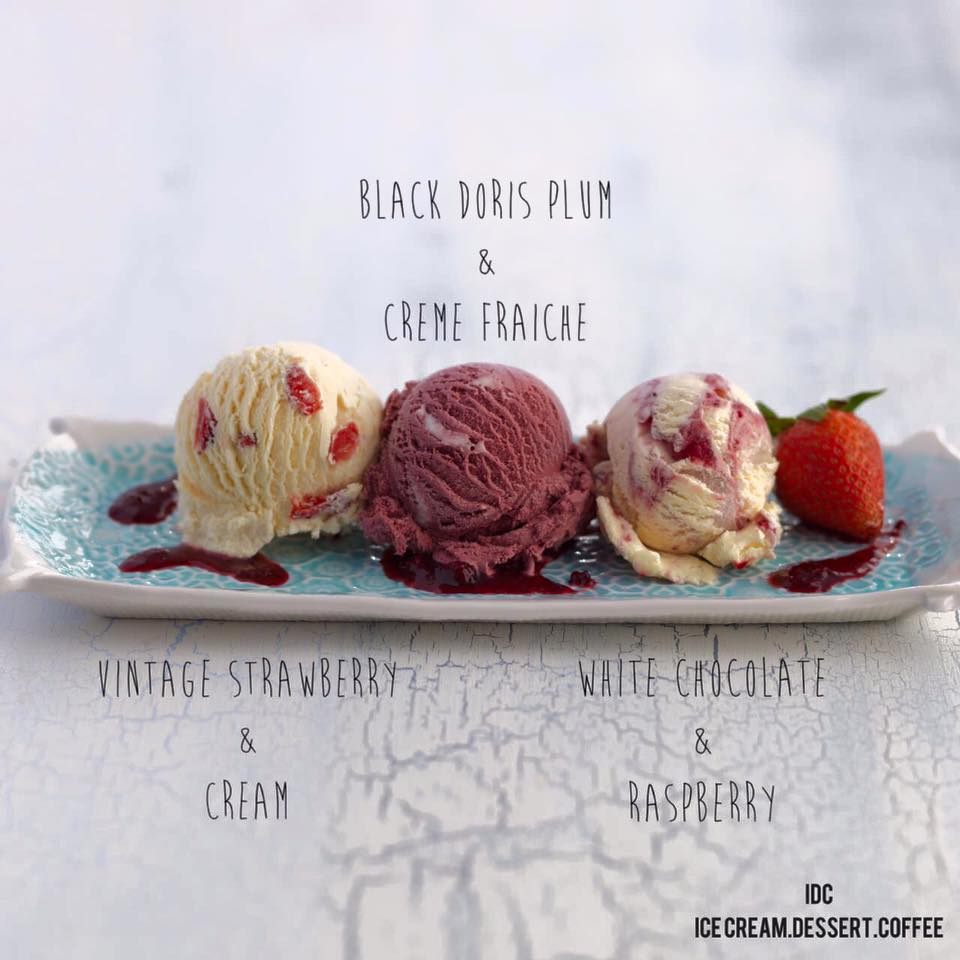 BLACK DORIS PLUM
&
CREME FRAICHE
VINTAGE STRAWBERRY
&
CREAM
WHITE CHOCOLATE
&
RASPBERRY
IDC
ICE CREAM.DESSERT.COFFEE